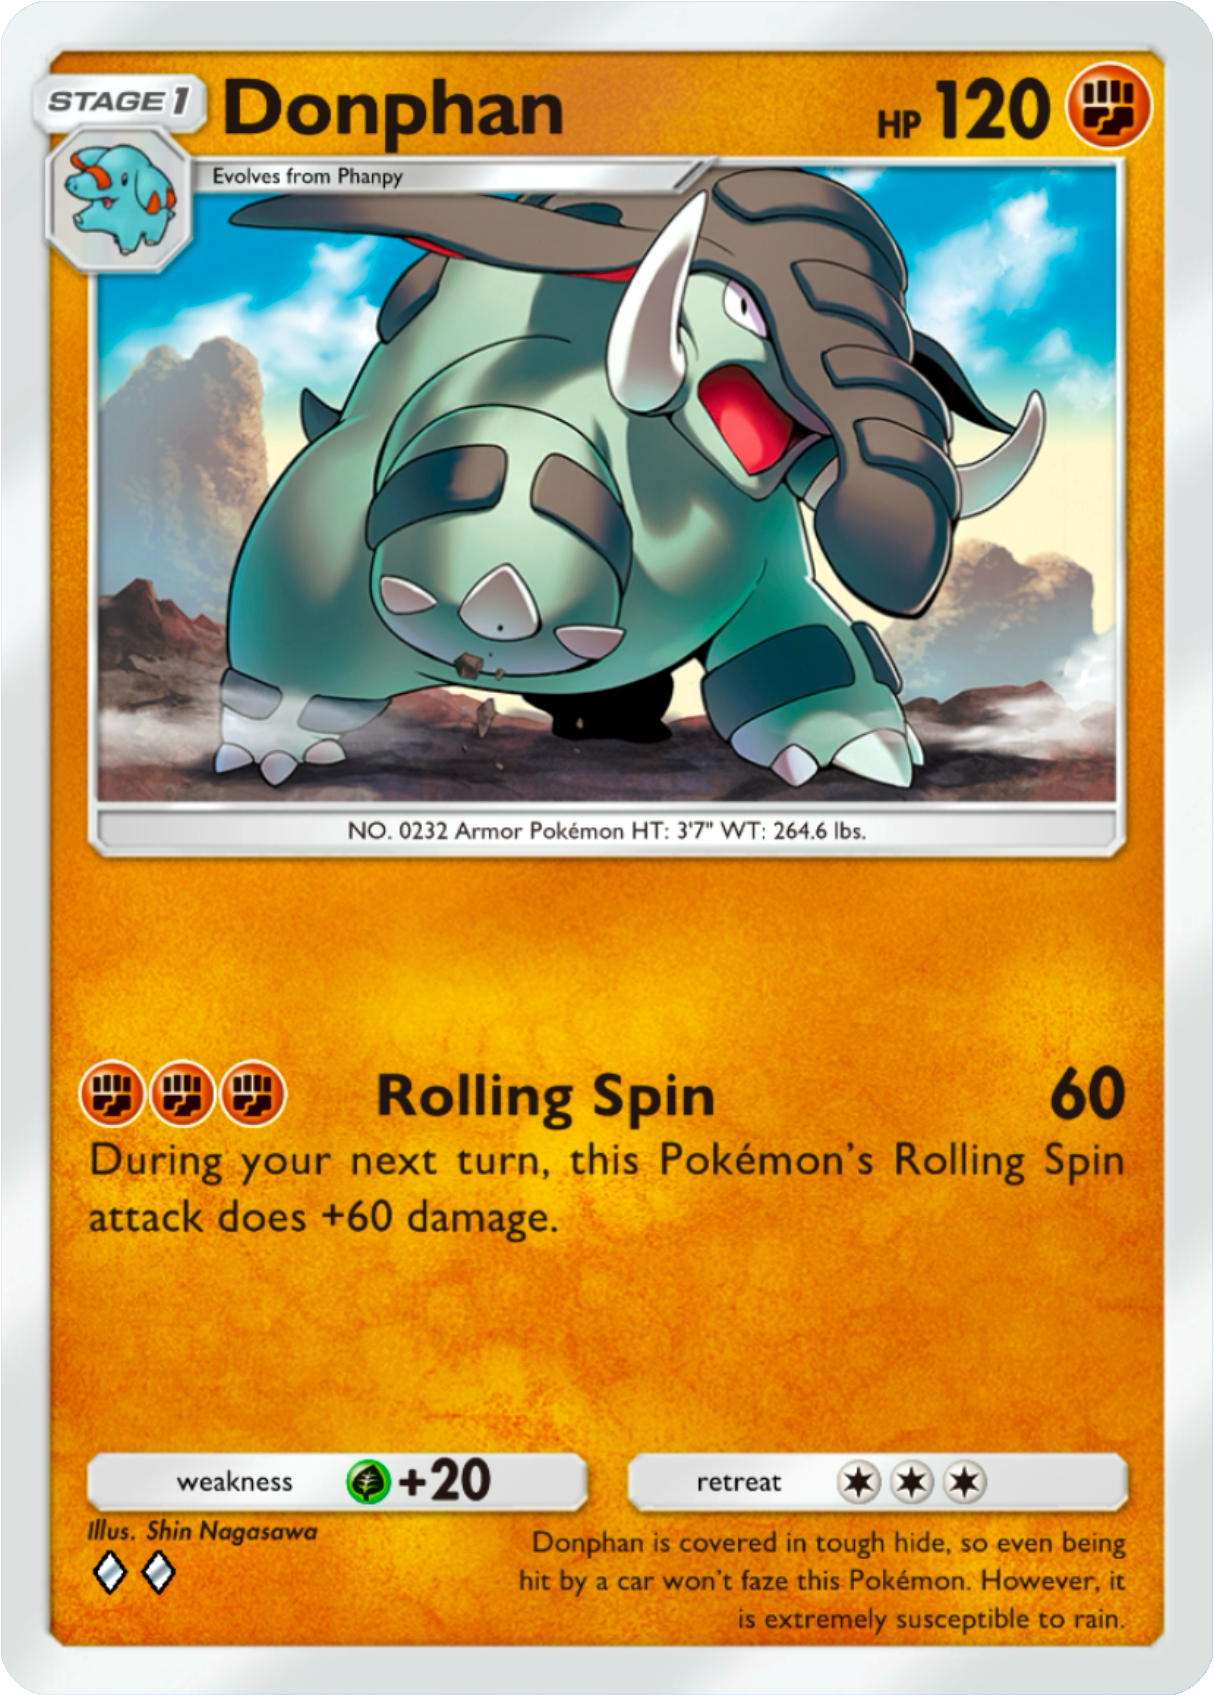 STAGE 1 Donphan HP 120
Evolves from Phanpy
NO. 0232 Armor Pokémon HT: 3'7" WT: 264.6 lbs.
Rolling Spin 60
During your next turn, this Pokémon's Rolling Spin
attack does +60 damage.
weakness +20 retreat
Illus. Shin Nagasawa
Donphan is covered in tough hide, so even being
hit by a car won't faze this Pokémon. However, it
is extremely susceptible to rain.